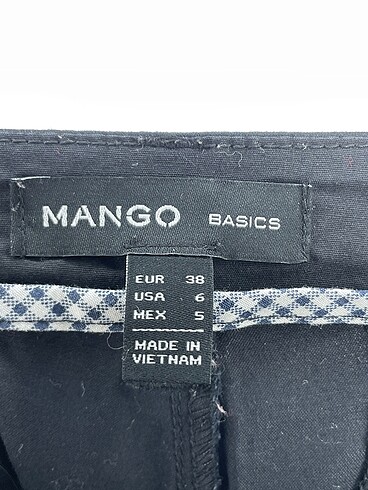 MANGO BASICS
EUR 38
USA 6
MEX 5
MADE IN
VIETNAM